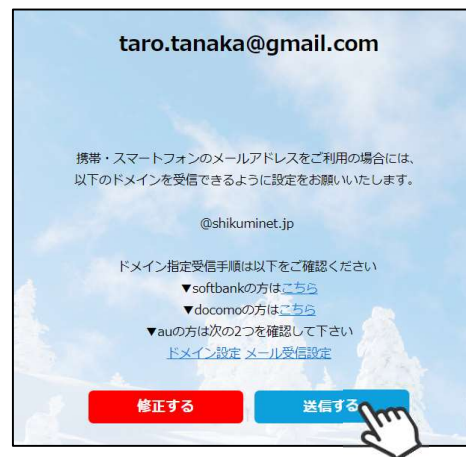 taro.tanaka@gmail.com
携帯・スマートフォンのメールアドレスをご利用の場合には、
以下のドメインを受信できるように設定をお願いいたします。
@shikuminet.jp
ドメイン指定受信手順は以下をご確認ください
▼softbankの方はこちら
▼docomoの方はこちら
▼auの方は次の2つを確認して下さい
ドメイン設定 メール受信設定
修正する 送信する